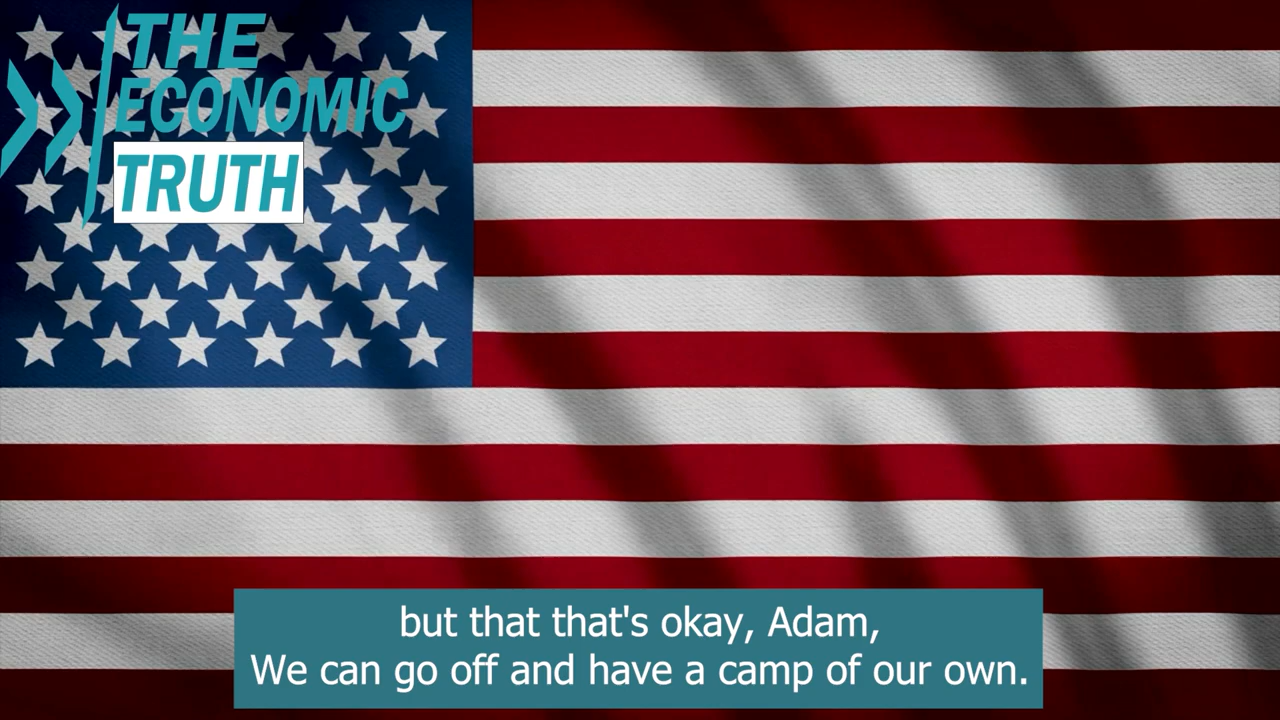 THE
ECONOMIC
TRUTH
but that that's okay, Adam,
We can go off and have a camp of our own.